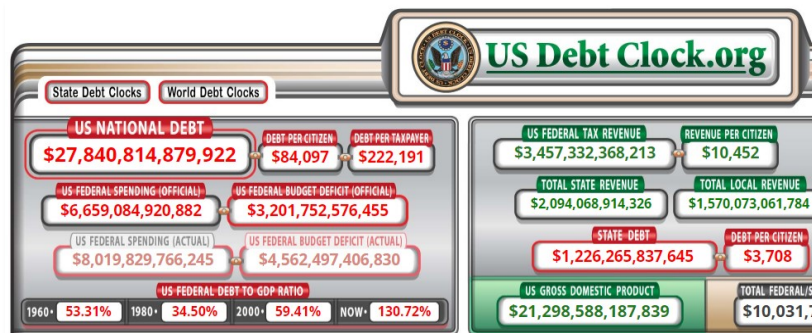 US Debt Clock.org
State Debt Clocks
World Debt Clocks
US NATIONAL DEBT
$27,840,814,879,922
DEBT PER CITIZEN
$84,097
DEBT PER TAXPAYER
$222,191
US FEDERAL SPENDING (OFFICIAL)
$6,659,084,920,882
US FEDERAL BUDGET DEFICIT (OFFICIAL)
$3,201,752,576,455
US FEDERAL SPENDING (ACTUAL)
$8,019,829,766,245
US FEDERAL BUDGET DEFICIT (ACTUAL)
$4,562,497,406,830
US FEDERAL DEBT TO GDP RATIO
1960 • 53.31% 1980 • 34.50% 2000 • 59.41% NOW • 130.72%
US FEDERAL TAX REVENUE
$3,457,332,368,213
REVENUE PER CITIZEN
$10,452
TOTAL STATE REVENUE
$2,094,068,914,326
TOTAL LOCAL REVENUE
$1,570,073,061,784
STATE DEBT
$1,226,265,837,645
DEBT PER CITIZEN
$3,708
US GROSS DOMESTIC PRODUCT
$21,298,588,187,839
TOTAL FEDERAL/S
$10,031,